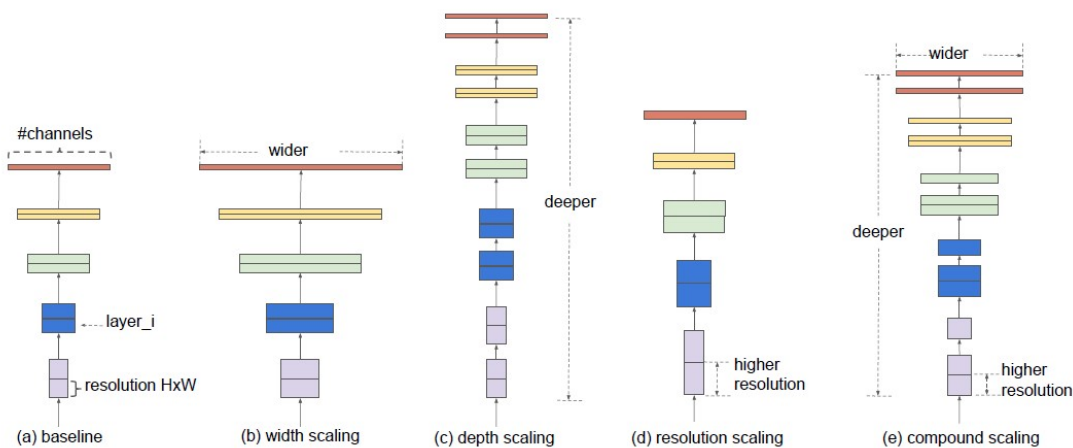 #channels
layer_i
resolution HxW
(a) baseline
wider
(b) width scaling
deeper
(c) depth scaling
higher
resolution
(d) resolution scaling
wider
deeper
higher
resolution
(e) compound scaling